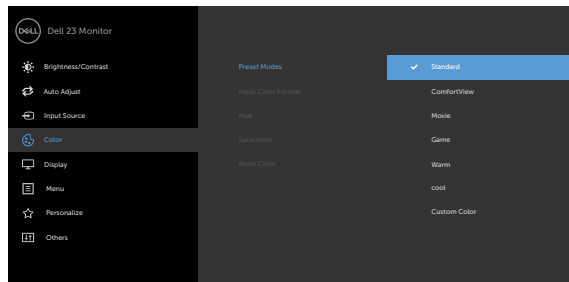 DELL Dell 23 Monitor
Brightness/Contrast
Auto Adjust
Input Source
Color
Display
Menu
Personalize
Others
Preset Modes
Input Color Format
Hue
Saturation
Reset Color
Standard
ComfortView
Movie
Game
Warm
cool
Custom Color